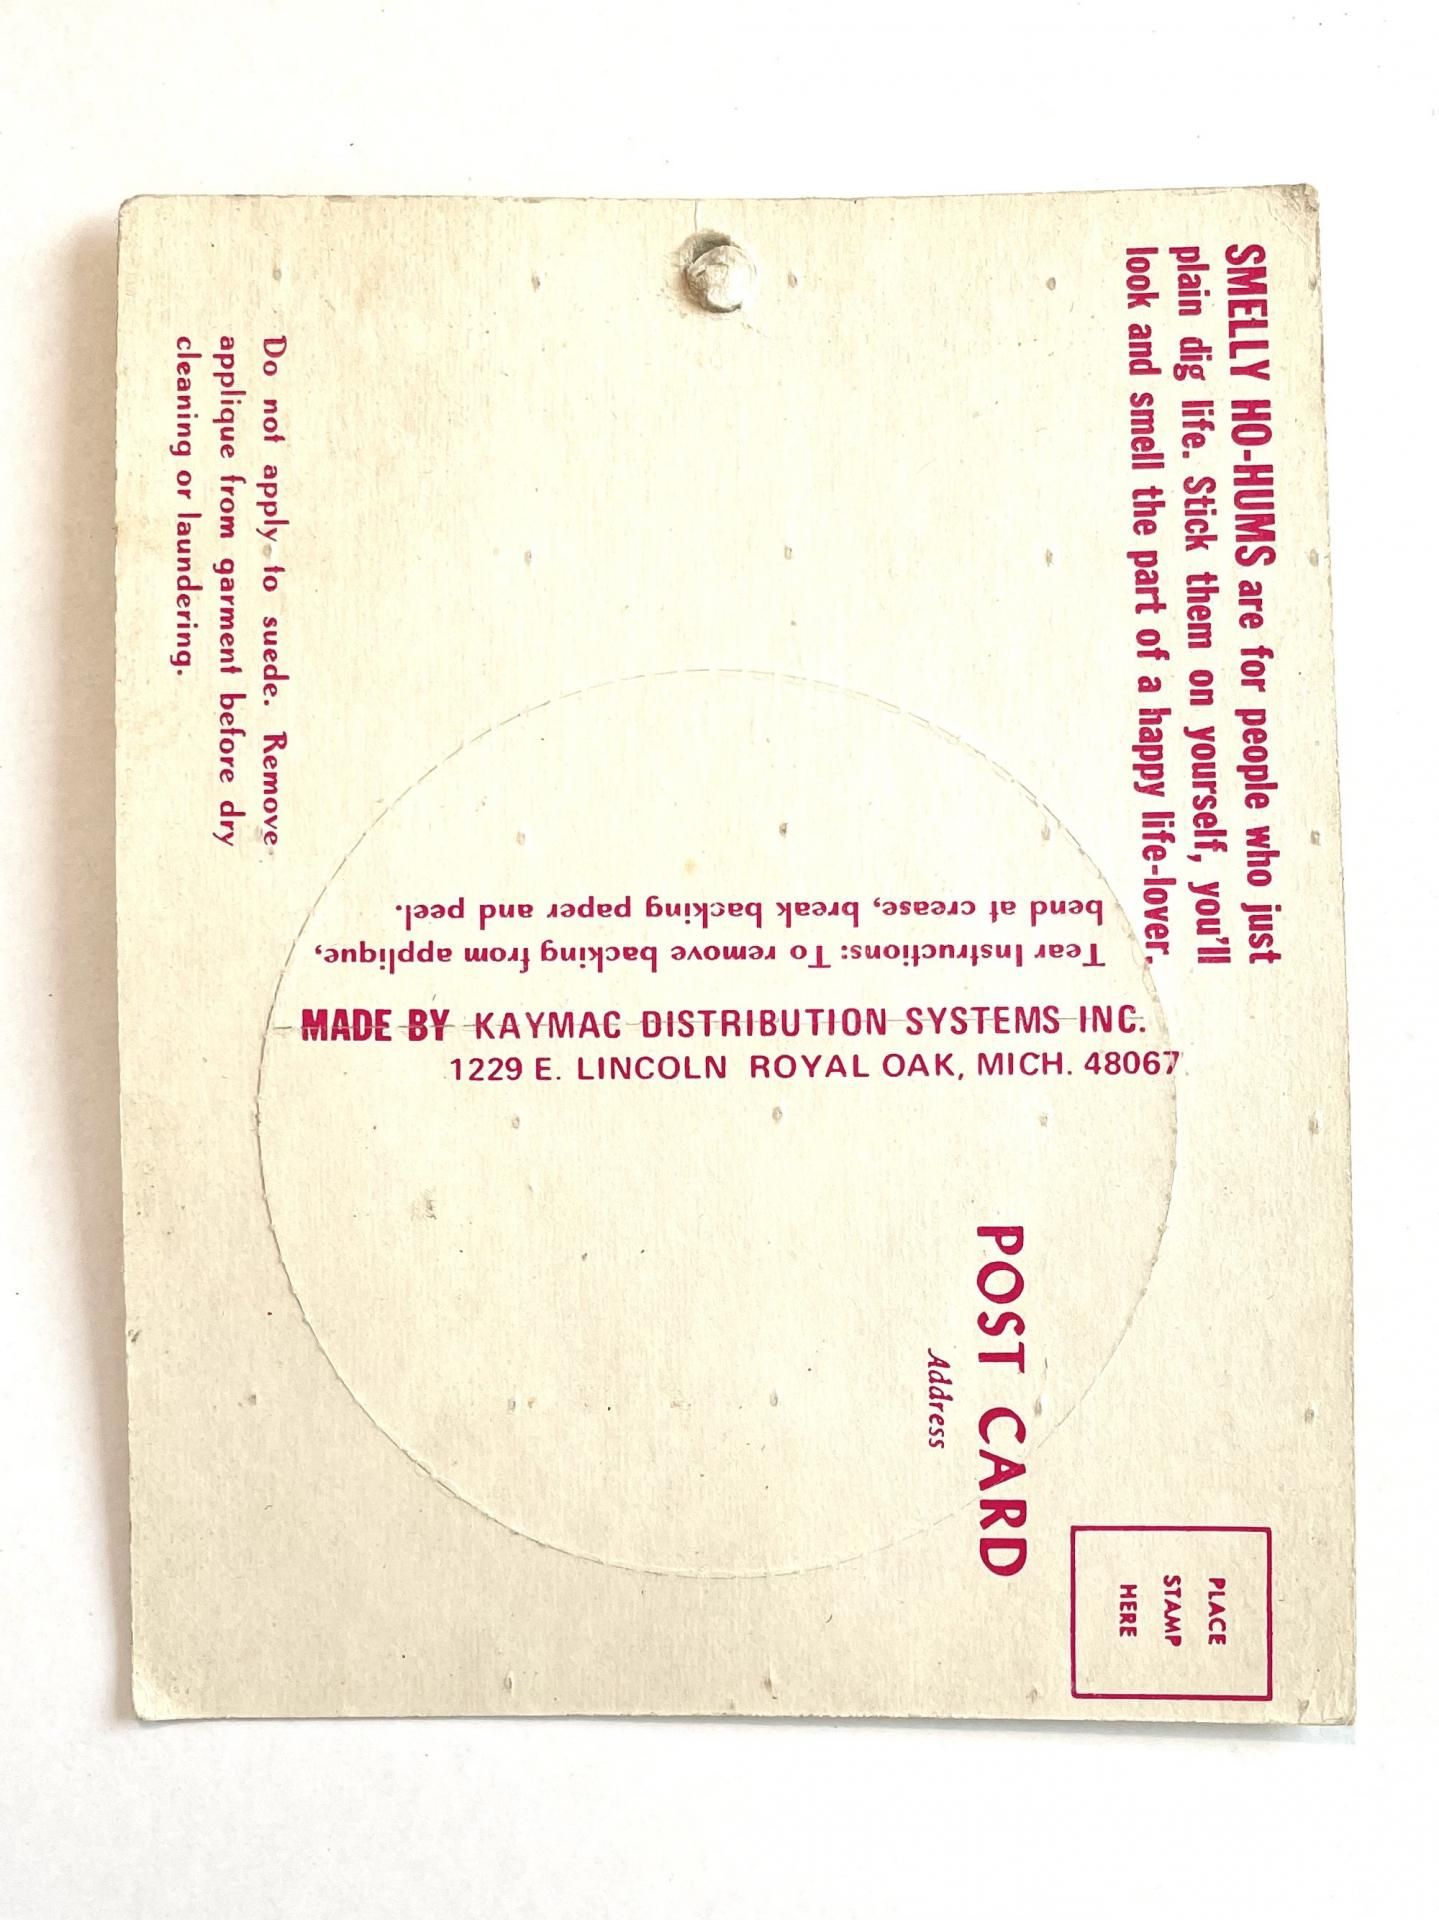 SMELLY HO-HUMS are for people who just
plain dig life. Stick them on yourself, you'll
look and smell the part of a happy life-lover.
Do not apply to suede. Remove
applique from garment before dry
cleaning or laundering.
Tear Instructions: To remove backing from applique,
bend at crease, break backing paper and peel.
MADE BY KAYMAC DISTRIBUTION SYSTEMS INC.
1229 E. LINCOLN ROYAL OAK, MICH. 48067
POST CARD
Address
PLACE
STAMP
HERE